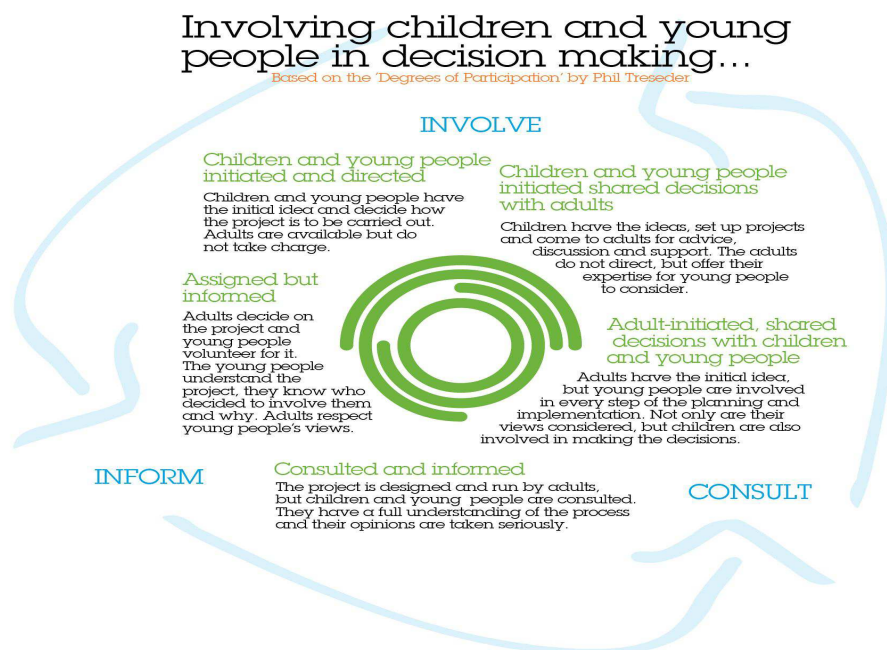 Involving children and young
people in decision making...
Based on the 'Degrees of Participation' by Phil Treseder
INVOLVE
Children and young people
initiated and directed
Children and young people have
the initial idea and decide how
the project is to be carried out.
Adults are available but do
not take charge.
Children and young people
initiated shared decisions
with adults
Children have the ideas, set up projects
and come to adults for advice,
discussion and support. The adults
do not direct, but offer their
expertise for young people
to consider.
Assigned but
informed
Adults decide on
the project and
young people
volunteer for it.
The young people
understand the
project, they know who
decided to involve them
and why. Adults respect
young people's views.
Adult-initiated, shared
decisions with children
and young people
Adults have the initial idea,
but young people are involved
in every step of the planning and
implementation. Not only are their
views considered, but children are also
involved in making the decisions.
INFORM
Consulted and informed
The project is designed and run by adults,
but children and young people are consulted.
They have a full understanding of the process
and their opinions are taken seriously.
CONSULT